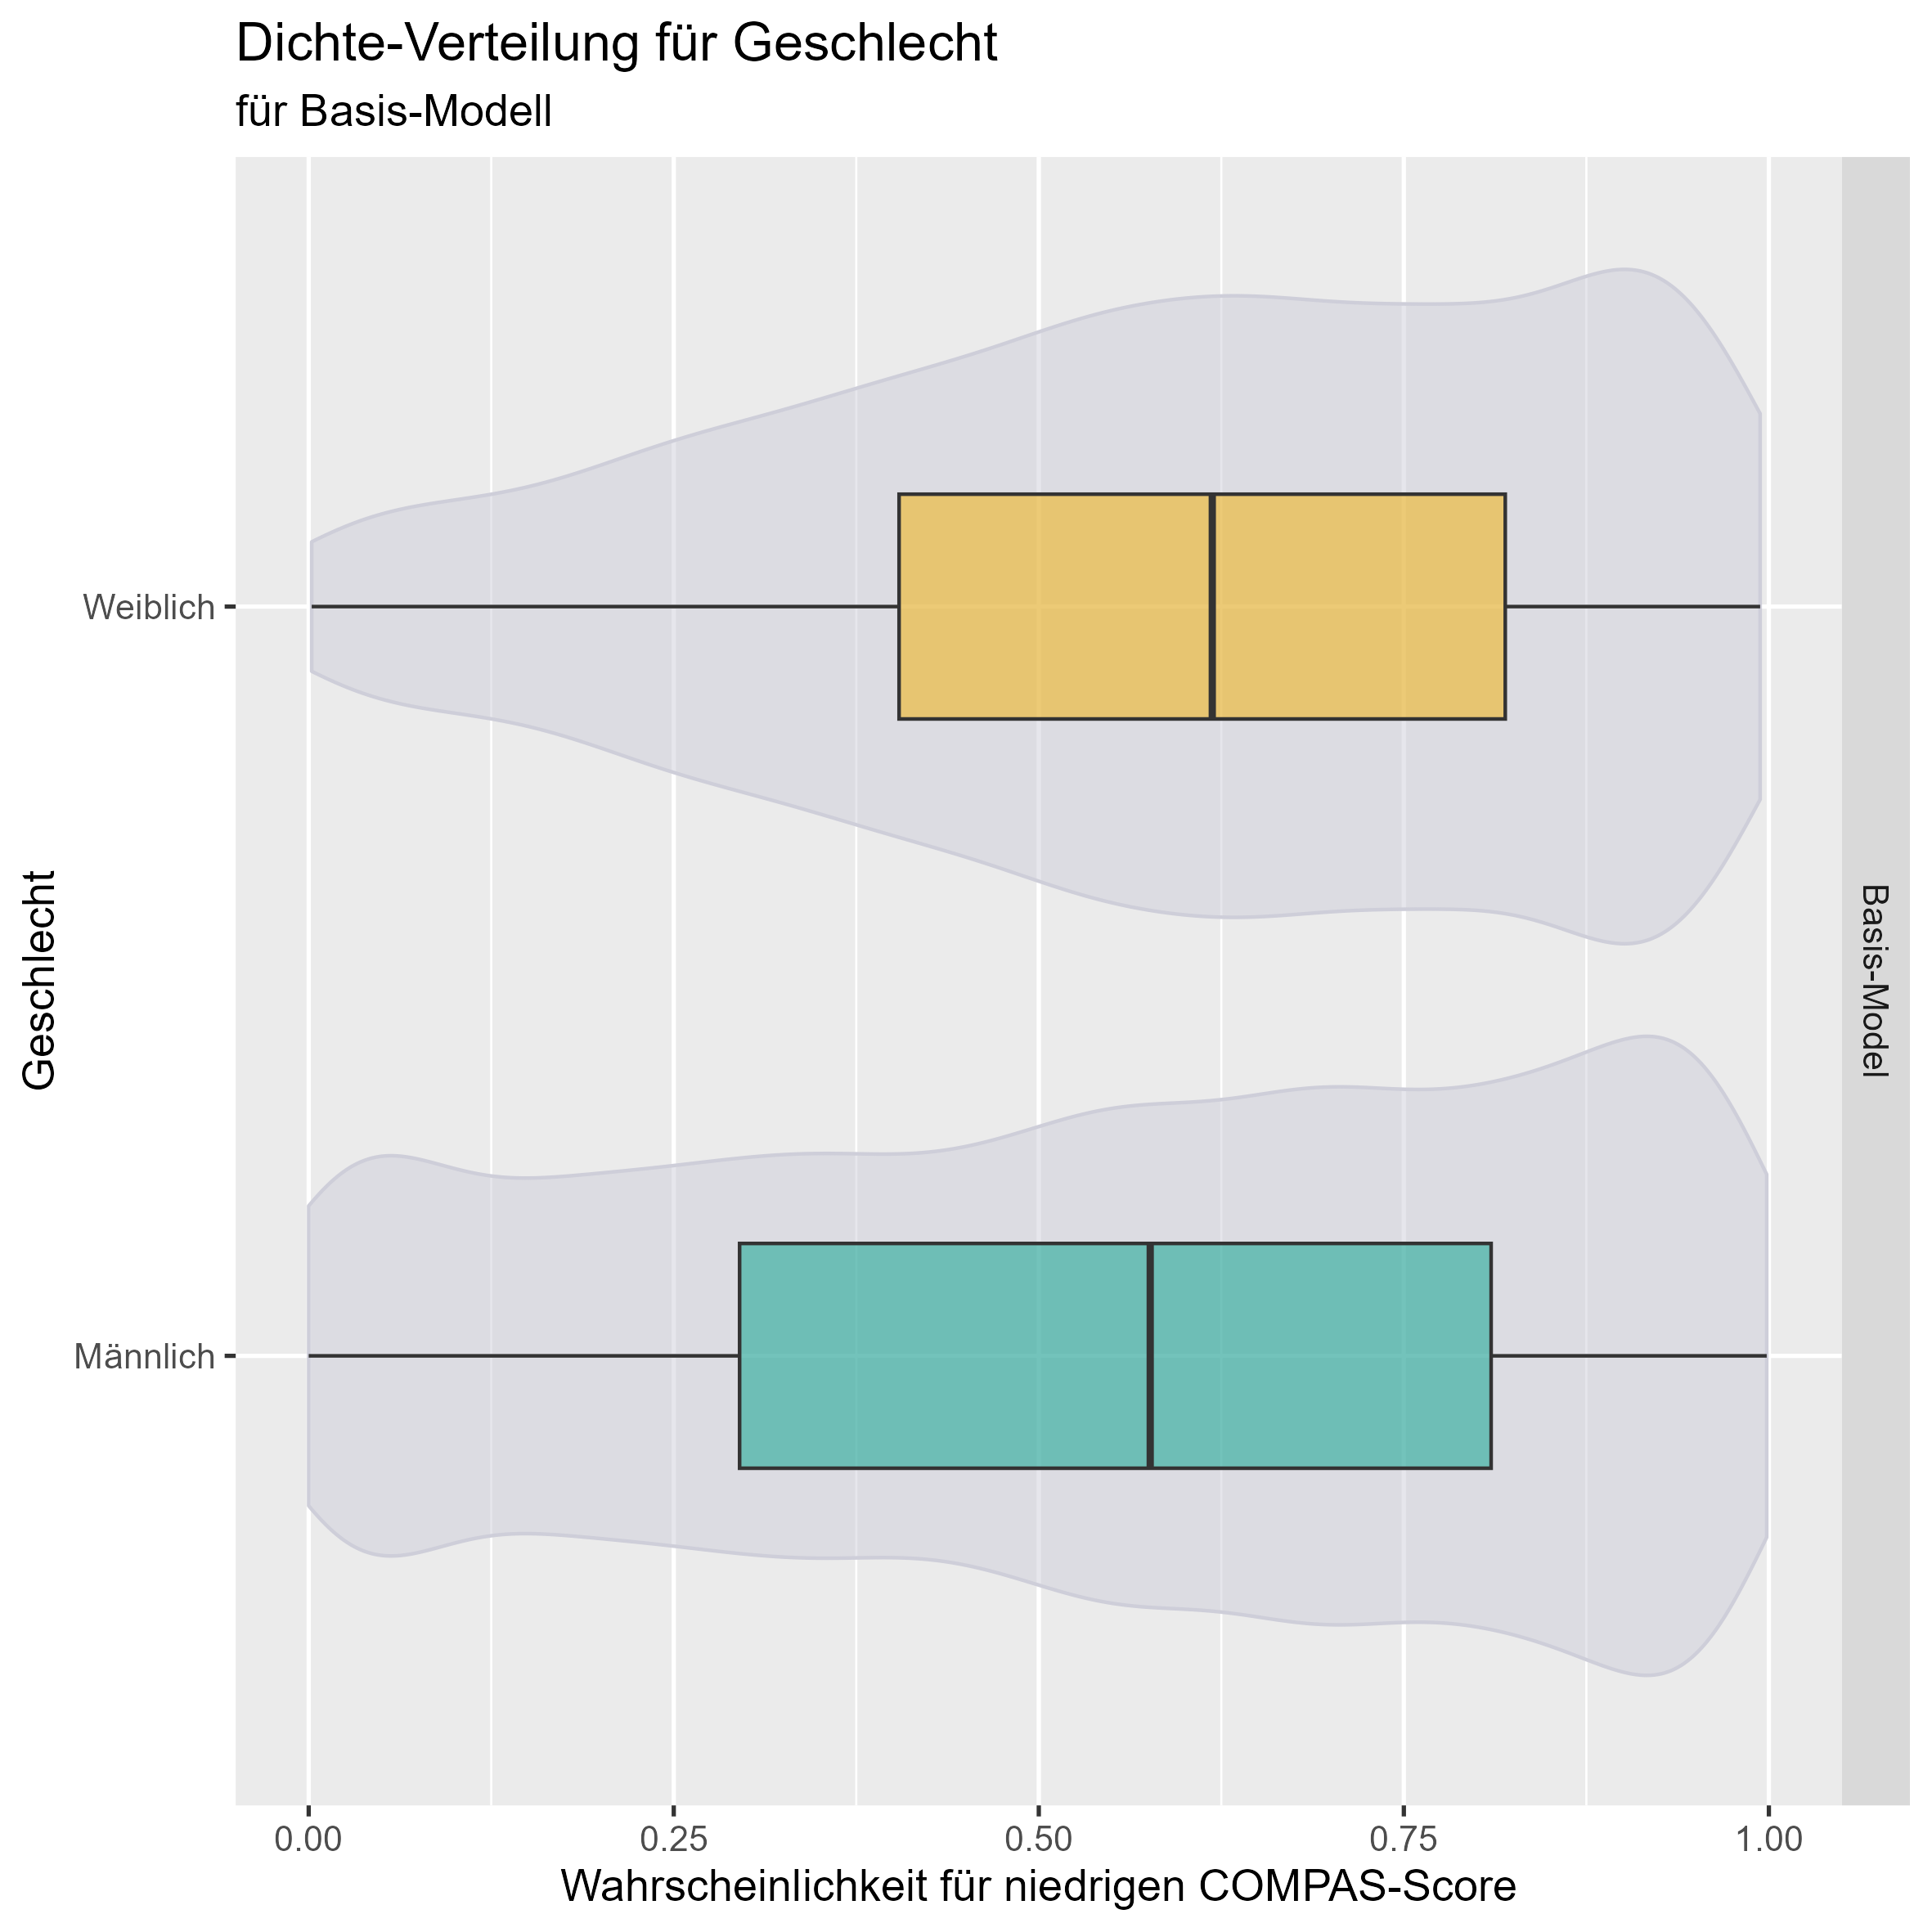 Dichte-Verteilung für Geschlecht
für Basis-Modell
Geschlecht
Weiblich
Männlich
Basis-Model
0.00
0.25
0.50
0.75
1.00
Wahrscheinlichkeit für niedrigen COMPAS-Score